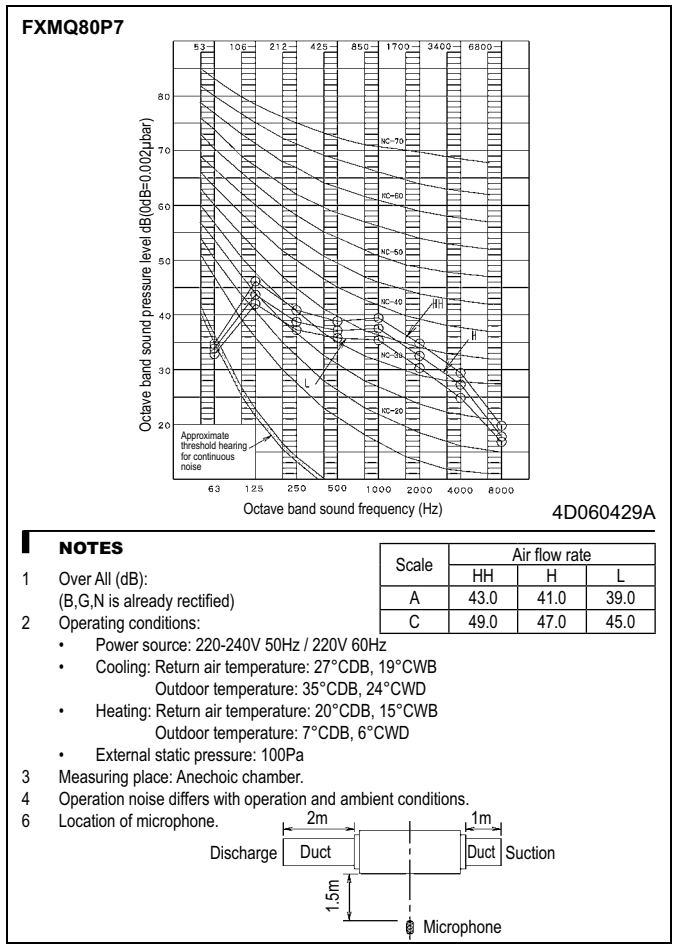 FXMQ80P7
53 106 212 425 850 1700 3400 6800
80
70
60
50
40
30
20
Octave band sound pressure level dB(0dB=0.002μbar)
NC-70
NC-60
NC-50
NC-40
NC-30
NC-20
HH
H
L
Approximate
threshold hearing
for continuous
noise
63 125 250 500 1000 2000 4000 8000
Octave band sound frequency (Hz)
4D060429A
NOTES
1 Over All (dB):
(B,G,N is already rectified)
Scale Air flow rate
HH H L
A 43.0 41.0 39.0
C 49.0 47.0 45.0
2 Operating conditions:
• Power source: 220-240V 50Hz / 220V 60Hz
• Cooling: Return air temperature: 27°CDB, 19°CWB
Outdoor temperature: 35°CDB, 24°CWD
• Heating: Return air temperature: 20°CDB, 15°CWB
Outdoor temperature: 7°CDB, 6°CWD
• External static pressure: 100Pa
3 Measuring place: Anechoic chamber.
4 Operation noise differs with operation and ambient conditions.
6 Location of microphone.
2m 1m
Discharge Duct Duct Suction
1.5m
Microphone